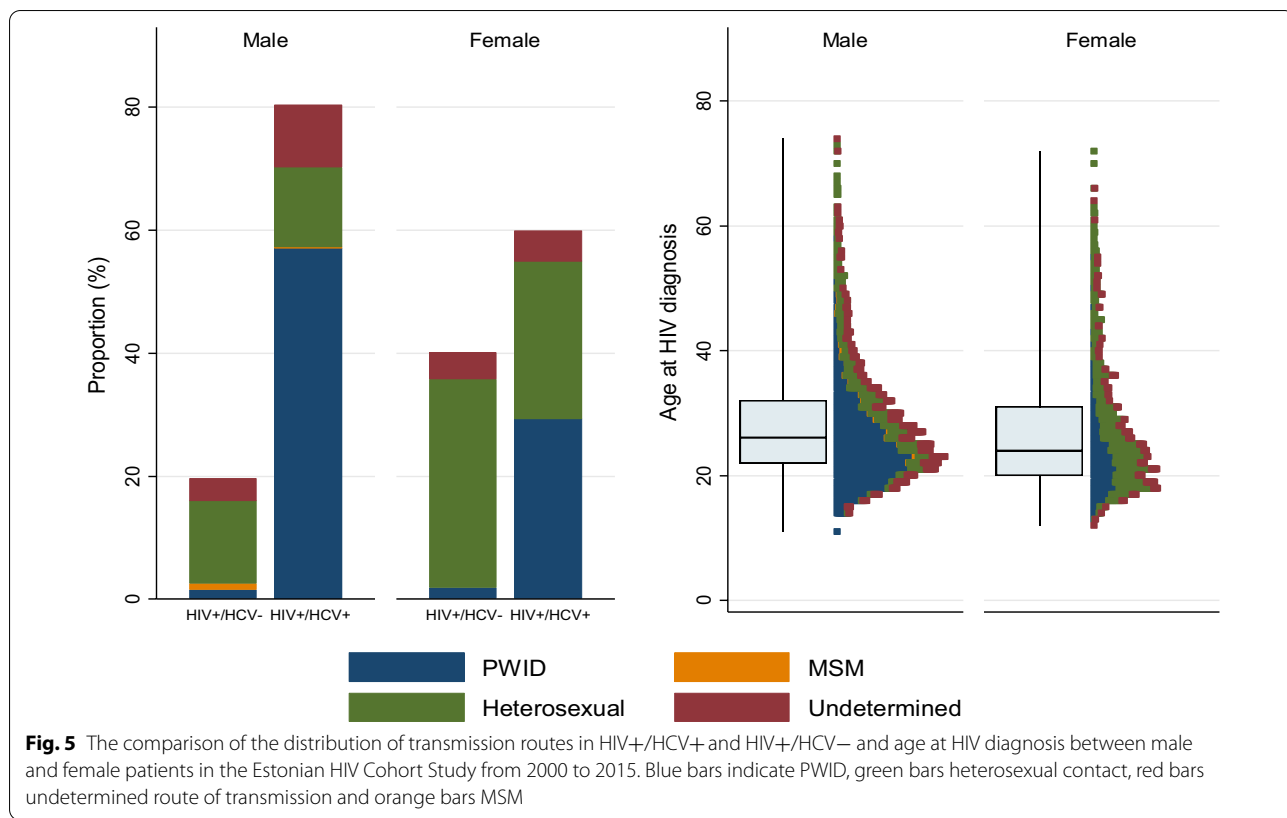 Male Female
Proportion (%)
0 20 40 60 80
HIV+/HCV- HIV+/HCV+ HIV+/HCV- HIV+/HCV+
Male Female
Age at HIV diagnosis
0 20 40 60 80
PWID MSM
Heterosexual Undetermined
Fig. 5 The comparison of the distribution of transmission routes in HIV+/HCV+ and HIV+/HCV− and age at HIV diagnosis between male
and female patients in the Estonian HIV Cohort Study from 2000 to 2015. Blue bars indicate PWID, green bars heterosexual contact, red bars
undetermined route of transmission and orange bars MSM